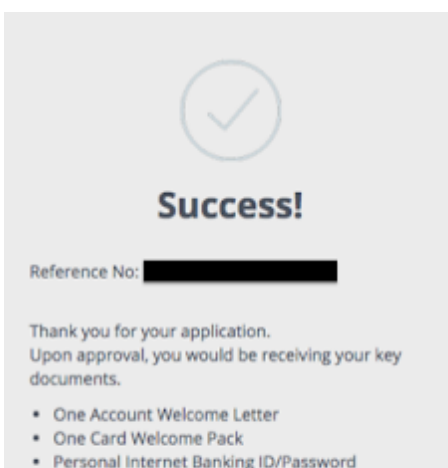 Success!
Reference No:
Thank you for your application.
Upon approval, you would be receiving your key
documents.
• One Account Welcome Letter
• One Card Welcome Pack
• Personal Internet Banking ID/Password